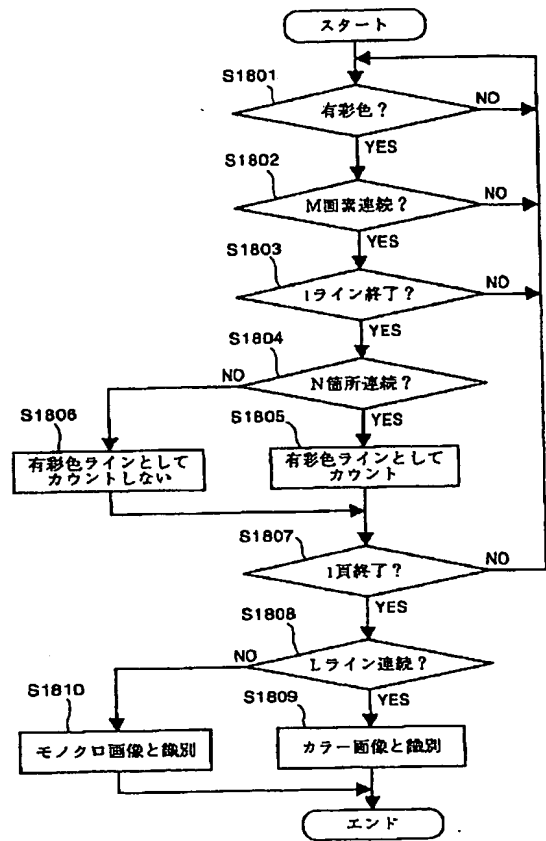 スタート
S1801
有彩色？
NO
YES
S1802
M画素連続？
NO
YES
S1803
1ライン終了？
NO
YES
S1804
N箇所連続？
NO
YES
S1806
有彩色ラインとして
カウントしない
S1805
有彩色ラインとして
カウント
S1807
1頁終了？
NO
YES
S1808
Lライン連続？
NO
YES
S1810
モノクロ画像と識別
S1809
カラー画像と識別
エンド